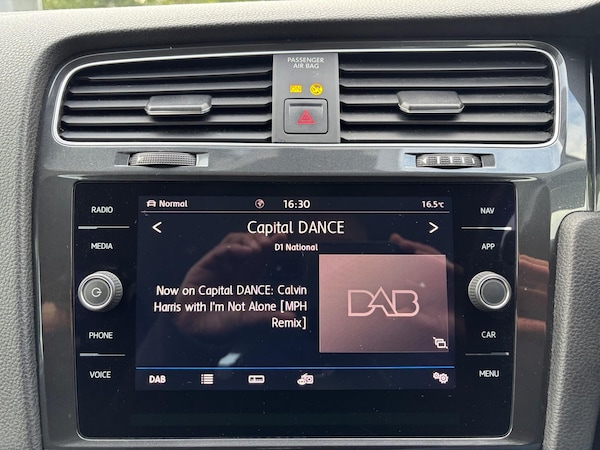 PASSENGER
AIR BAG
ON
RADIO
MEDIA
PHONE
VOICE
Normal
16:30
16.5°C
< Capital DANCE >
D1 National
Now on Capital DANCE: Calvin
Harris with I'm Not Alone [MPH
Remix]
DAB
DAB
NAV
APP
CAR
MENU